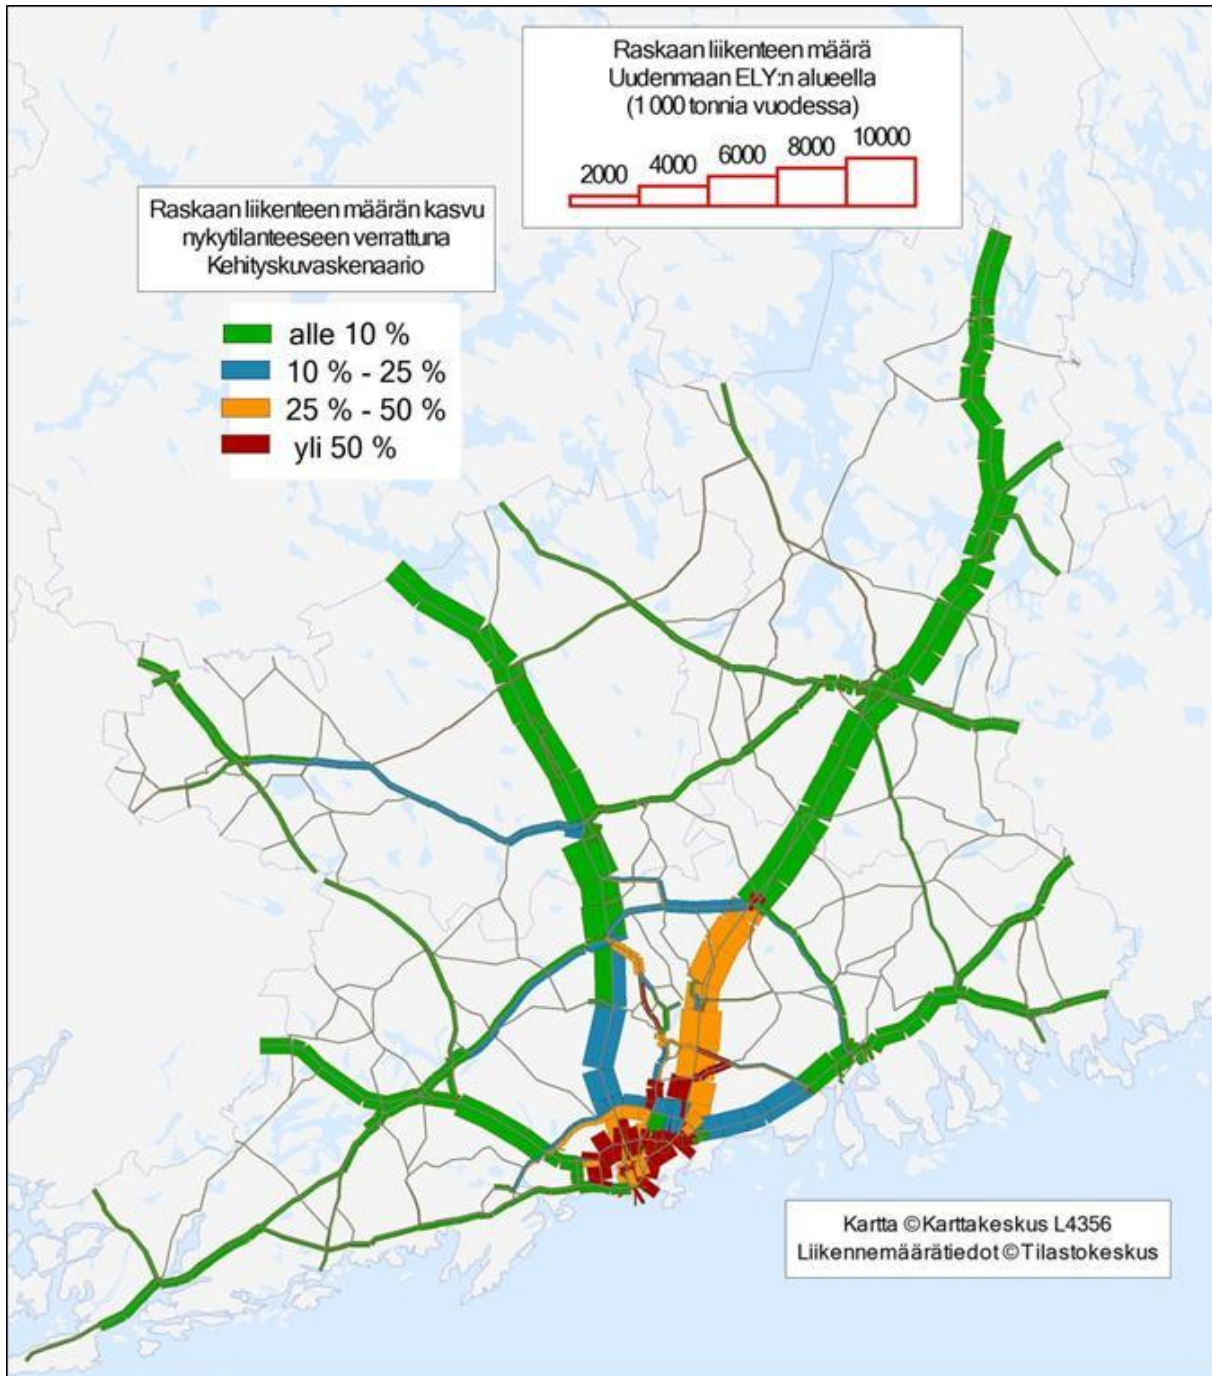 Raskaan liikenteen määrä
Uudenmaan ELY:n alueella
(1 000 tonnia vuodessa)
2000 4000 6000 8000 10000
Raskaan liikenteen määrän kasvu
nykytilanteeseen verrattuna
Kehityskuvaskenaario
alle 10 %
10 % - 25 %
25 % - 50 %
yli 50 %
Kartta ©Karttakeskus L4356
Liikennemäärätiedot ©Tilastokeskus